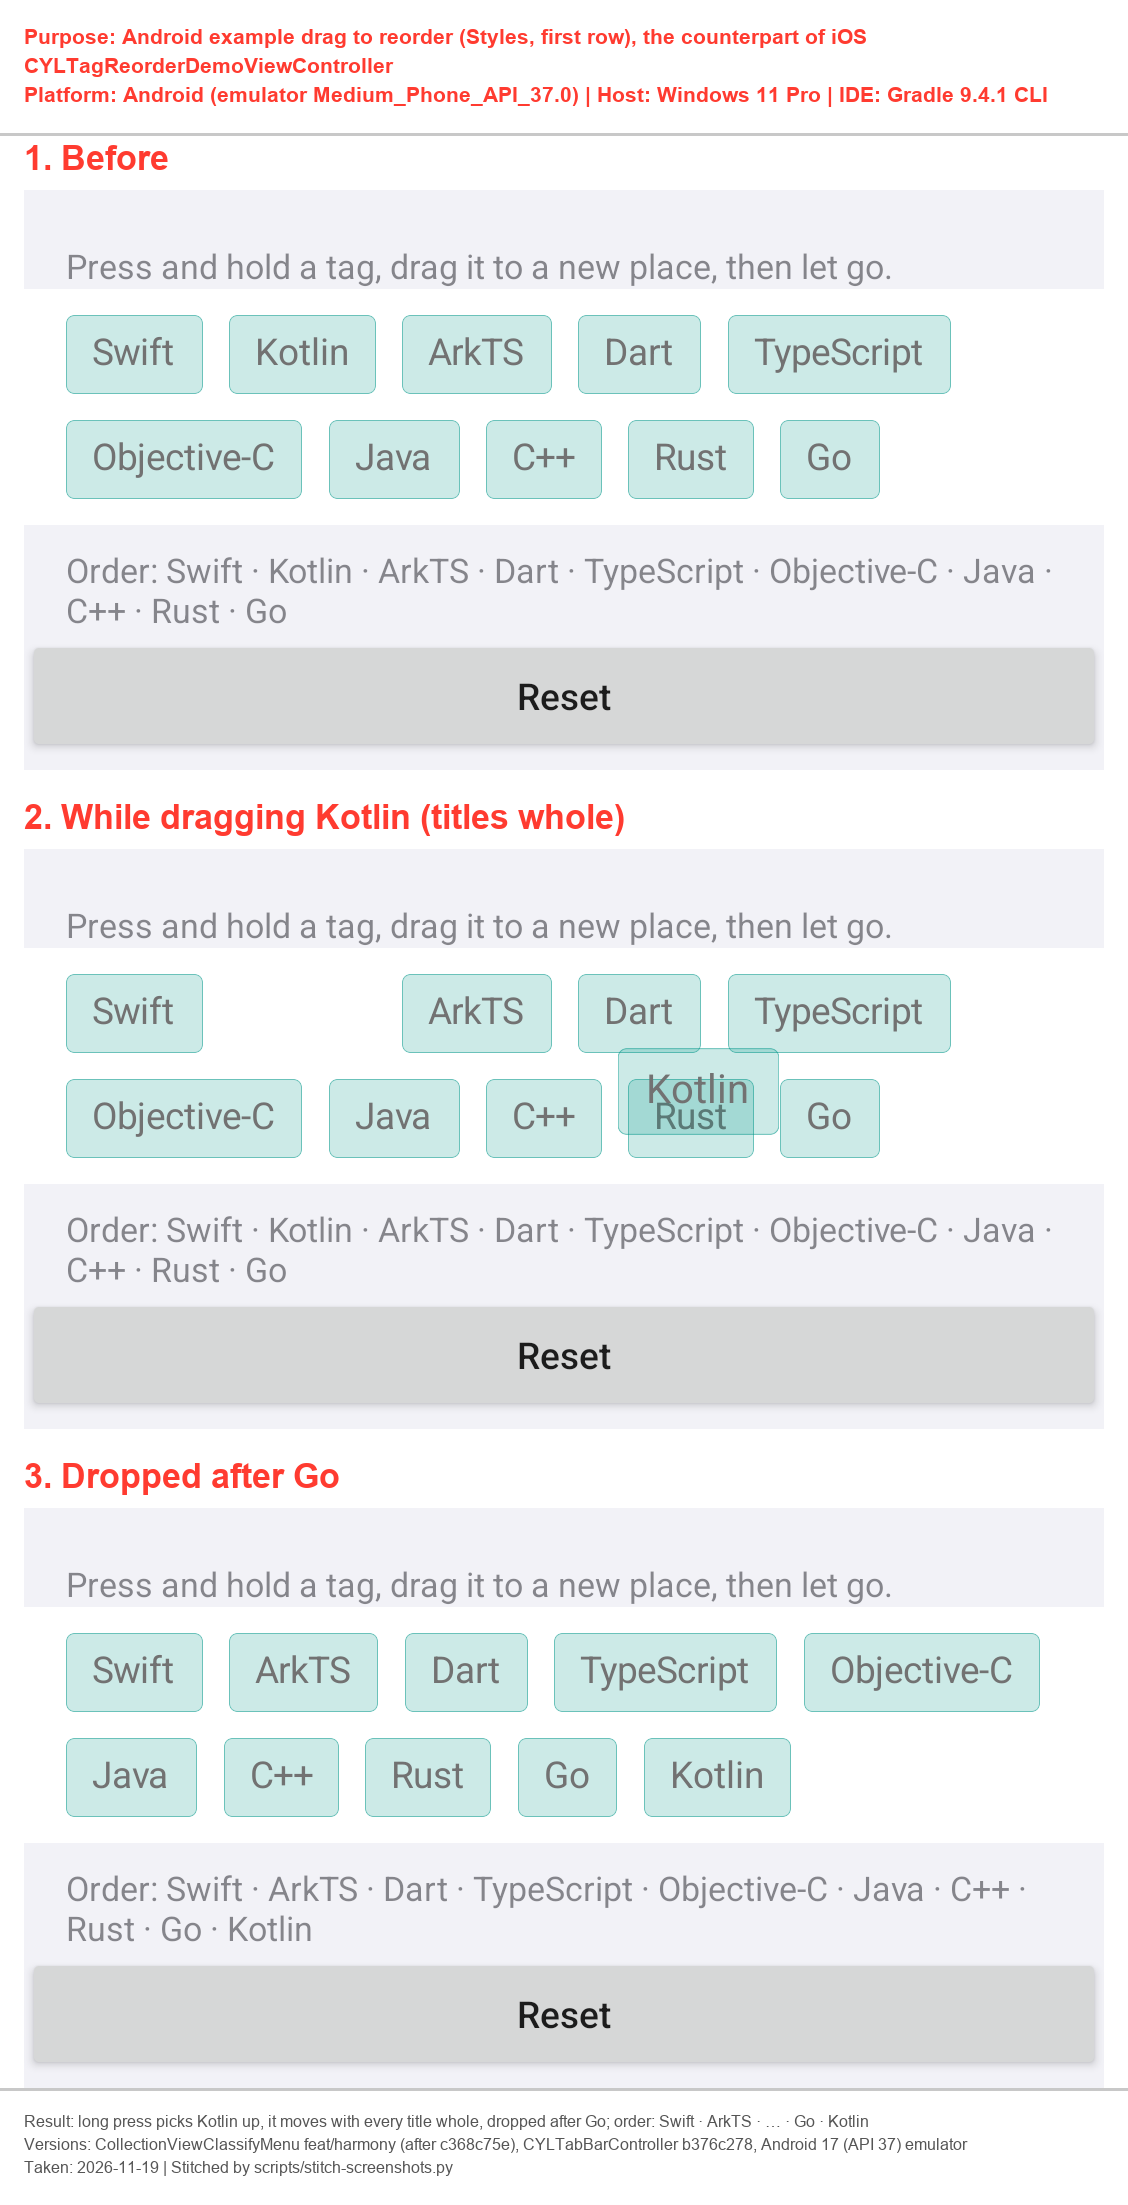 Purpose: Android example drag to reorder (Styles, first row), the counterpart of iOS
CYLTagReorderDemoViewController
Platform: Android (emulator Medium_Phone_API_37.0) | Host: Windows 11 Pro | IDE: Gradle 9.4.1 CLI
1. Before
Press and hold a tag, drag it to a new place, then let go.
Swift Kotlin ArkTS Dart TypeScript
Objective-C Java C++ Rust Go
Order: Swift · Kotlin · ArkTS · Dart · TypeScript · Objective-C · Java ·
C++ · Rust · Go
Reset
2. While dragging Kotlin (titles whole)
Press and hold a tag, drag it to a new place, then let go.
Swift ArkTS Dart TypeScript
Kotlin
Objective-C Java C++ Rust Go
Order: Swift · Kotlin · ArkTS · Dart · TypeScript · Objective-C · Java ·
C++ · Rust · Go
Reset
3. Dropped after Go
Press and hold a tag, drag it to a new place, then let go.
Swift ArkTS Dart TypeScript Objective-C
Java C++ Rust Go Kotlin
Order: Swift · ArkTS · Dart · TypeScript · Objective-C · Java · C++ ·
Rust · Go · Kotlin
Reset
Result: long press picks Kotlin up, it moves with every title whole, dropped after Go; order: Swift · ArkTS · … · Go · Kotlin
Versions: CollectionViewClassifyMenu feat/harmony (after c368c75e), CYLTabBarController b376c278, Android 17 (API 37) emulator
Taken: 2026-11-19 | Stitched by scripts/stitch-screenshots.py